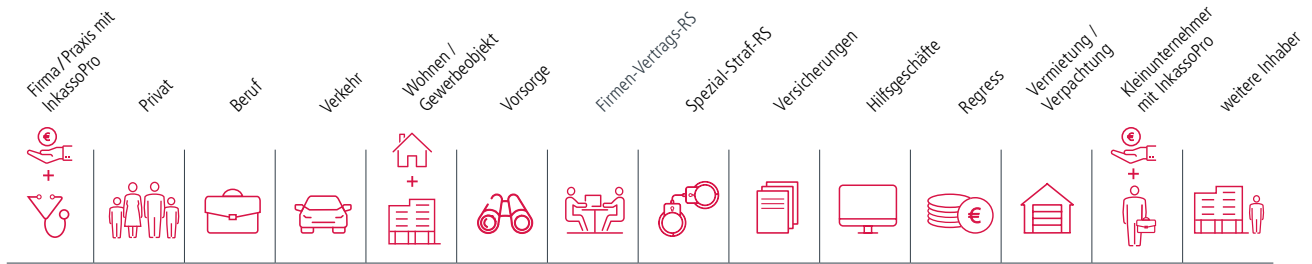 Firma/Praxis mit
InkassoPro
Privat
Beruf
Verkehr
Wohnen /
Gewerbeobjekt
Vorsorge
Firmen-Vertrags-RS
Spezial-Straf-RS
Versicherungen
Hilfsgeschäfte
Regress
Vermietung /
Verpachtung
Kleinunternehmer
mit InkassoPro
weitere Inhaber
€
+
+
€
€
+